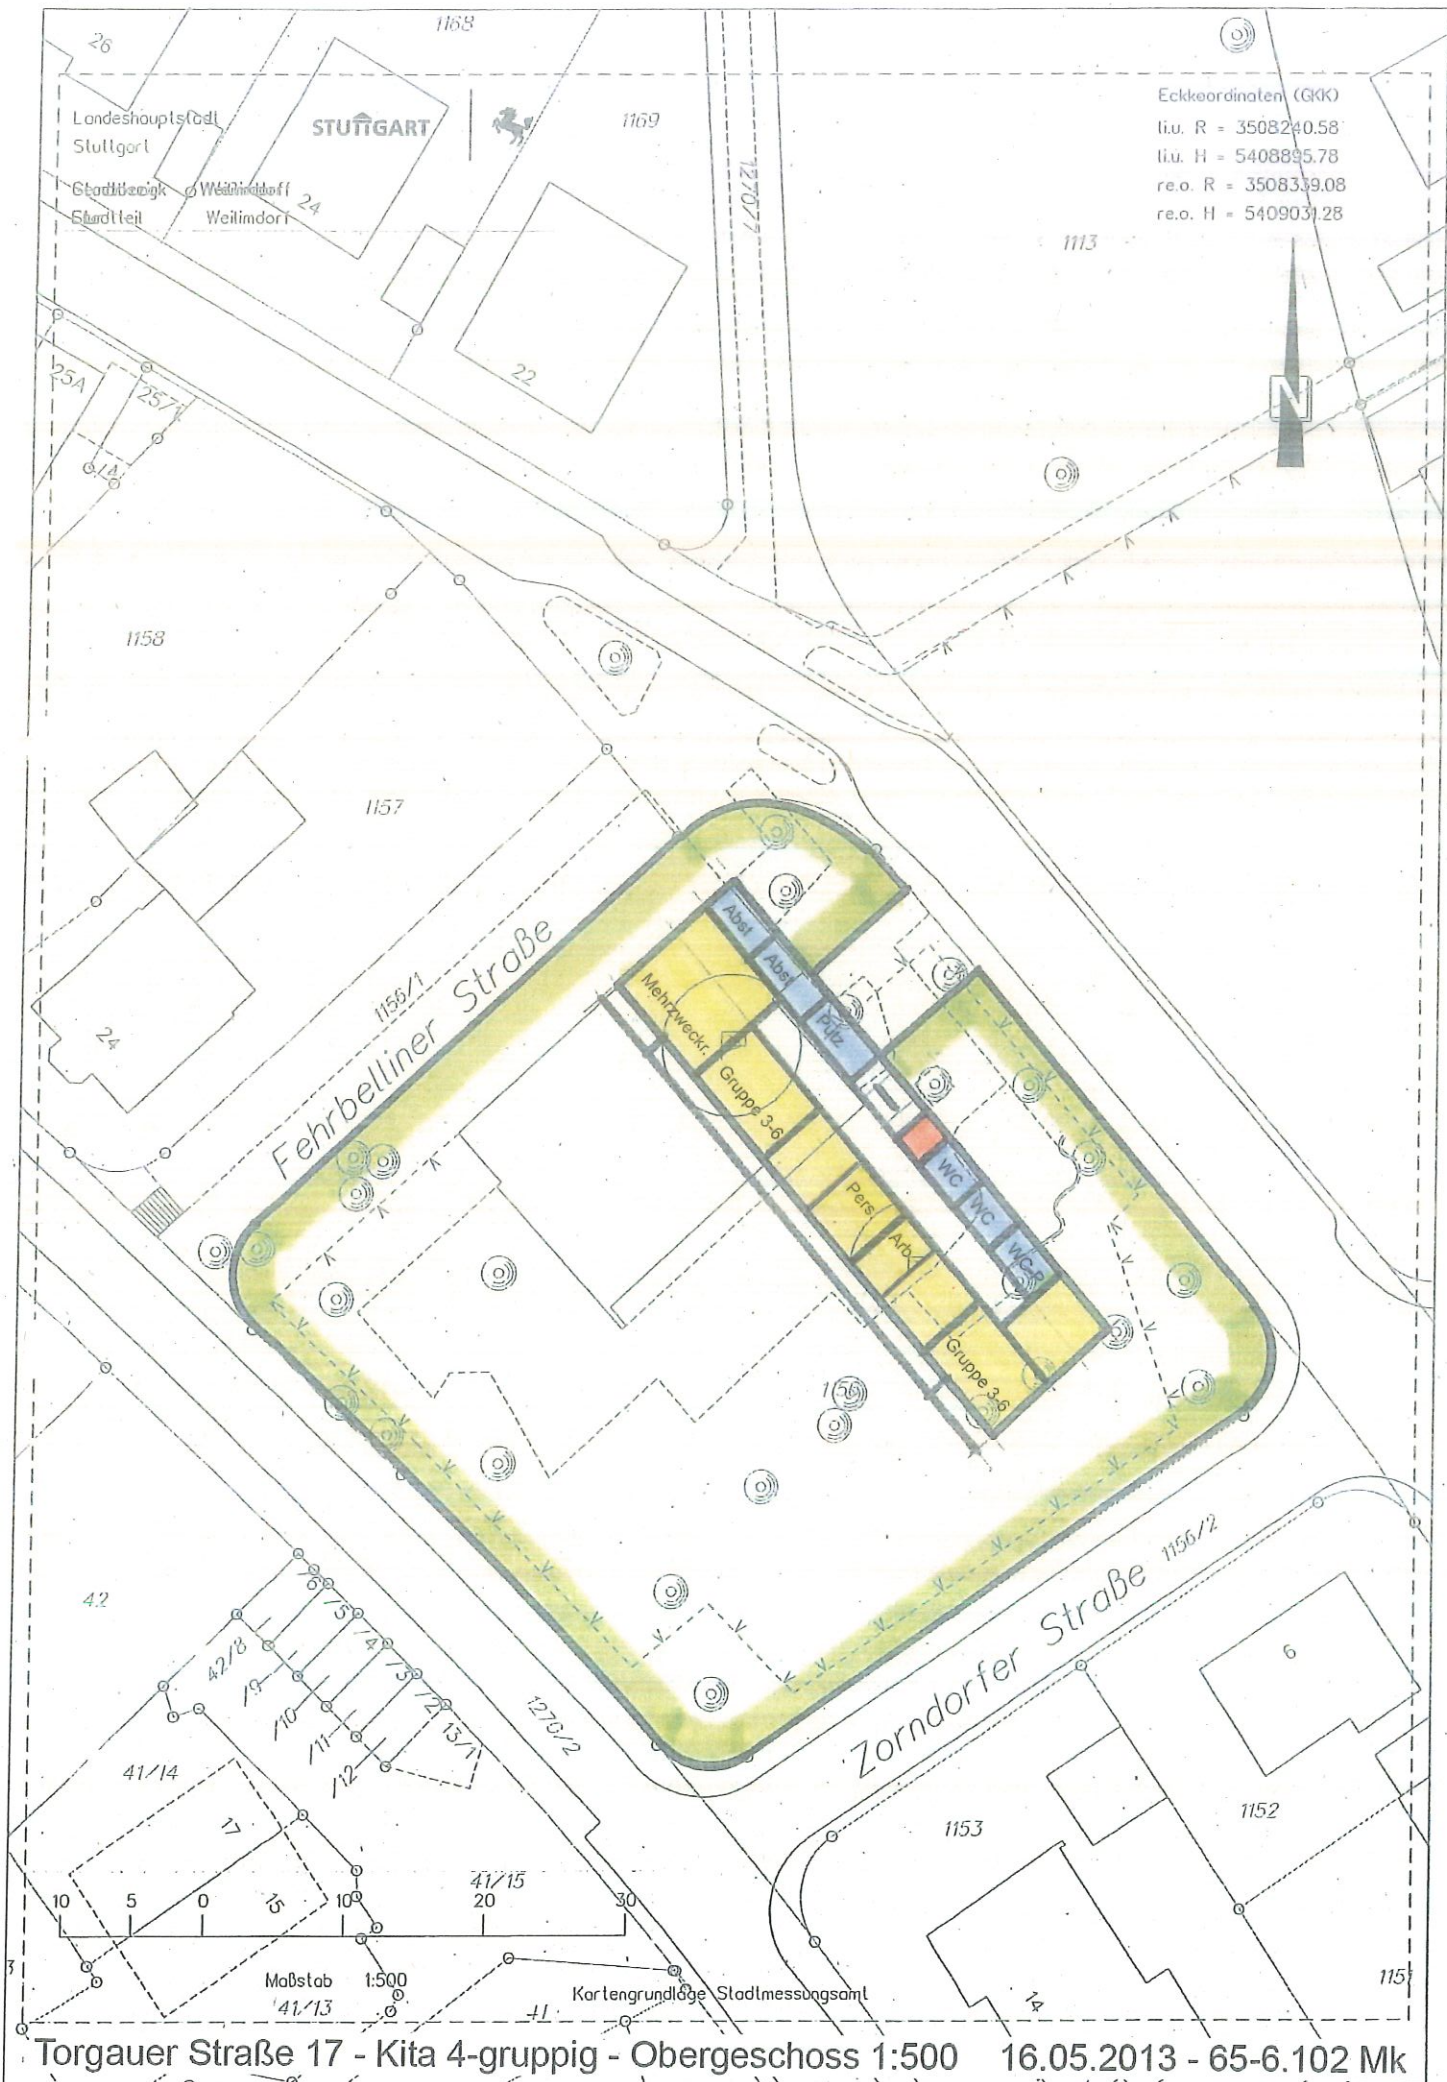 26
1168
Landeshauptstadt
Stuttgart
STUTTGART
1169
Eckkoordinaten (GKK)
li.u. R = 3508240.58
li.u. H = 5408895.78
re.o. R = 3508339.08
re.o. H = 5409031.28
Stadtteil
Weilimdorf
24
1270/1
1113
N
22
25A
25/1
1158
1157
Abst
Abst
Putz
Mehrzweckr.
Gruppe 3-6
Pers.
Arb.
Gruppe 3-6
WC
WC
WC-R
Fehrbelliner Straße
1156/1
24
1156
1156/2
Zorndorfer Straße
42
/6
/5
/4
/3
/2
13/1
42/8
/9
/10
/11
/12
1270/2
41/14
17
15
41/15
6
1153
1152
10 5 0 10 20 30
Maßstab 1:500
41/13
Kartengrundlage Stadtmessungsamt
14
1151
Torgauer Straße 17 - Kita 4-gruppig - Obergeschoss 1:500 16.05.2013 - 65-6.102 Mk